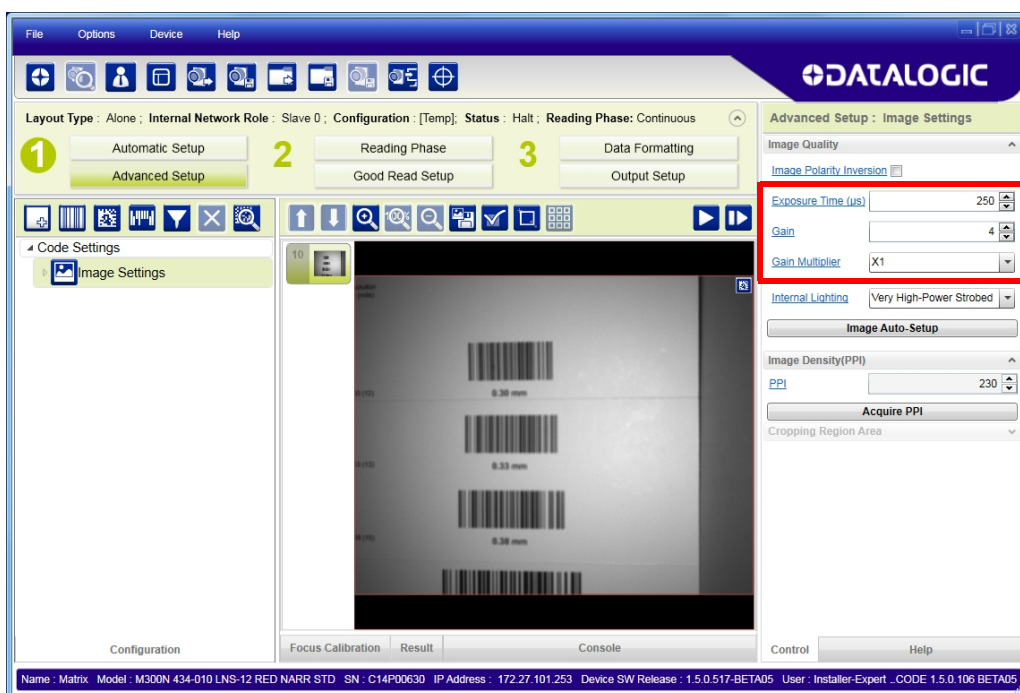 File Options Device Help
DATALOGIC
Layout Type : Alone ; Internal Network Role : Slave 0 ; Configuration : [Temp]; Status : Halt ; Reading Phase: Continuous
1 Automatic Setup
Advanced Setup
2 Reading Phase
Good Read Setup
3 Data Formatting
Output Setup
Code Settings
Image Settings
10
0.30 mm
0.33 mm
0.38 mm
Configuration
Focus Calibration Result Console
Advanced Setup : Image Settings
Image Quality
Image Polarity Inversion
Exposure Time (µs) 250
Gain 4
Gain Multiplier X1
Internal Lighting Very High-Power Strobed
Image Auto-Setup
Image Density(PPI)
PPI 230
Acquire PPI
Cropping Region Area
Control Help
Name : Matrix Model : M300N 434-010 LNS-12 RED NARR STD SN : C14P00630 IP Address : 172.27.101.253 Device SW Release : 1.5.0.517-BETA05 User : Installer-Expert ..CODE 1.5.0.106 BETA05